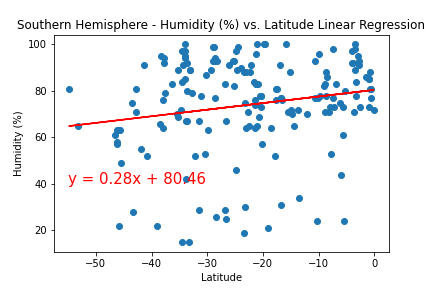 Southern Hemisphere - Humidity (%) vs. Latitude Linear Regression
100
80
60
40
20
Humidity (%)
y = 0.28x + 80.46
−50 −40 −30 −20 −10 0
Latitude